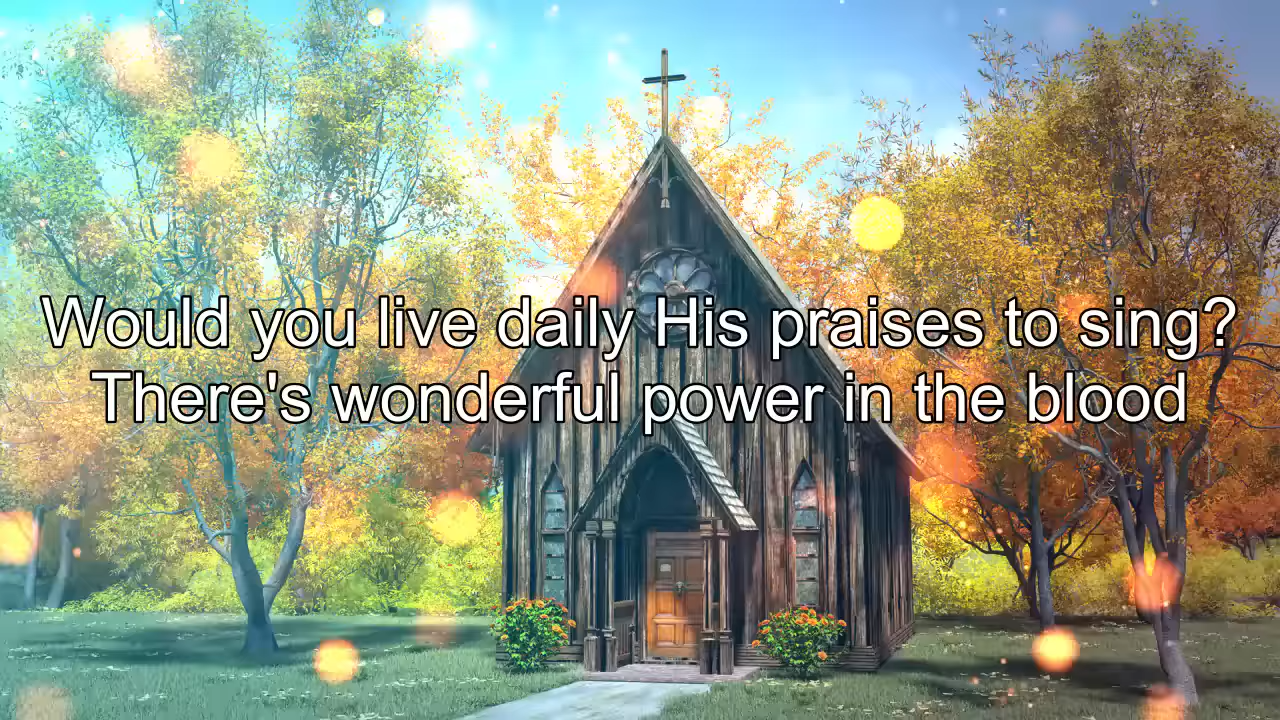 Would you live daily His praises to sing?
There's wonderful power in the blood